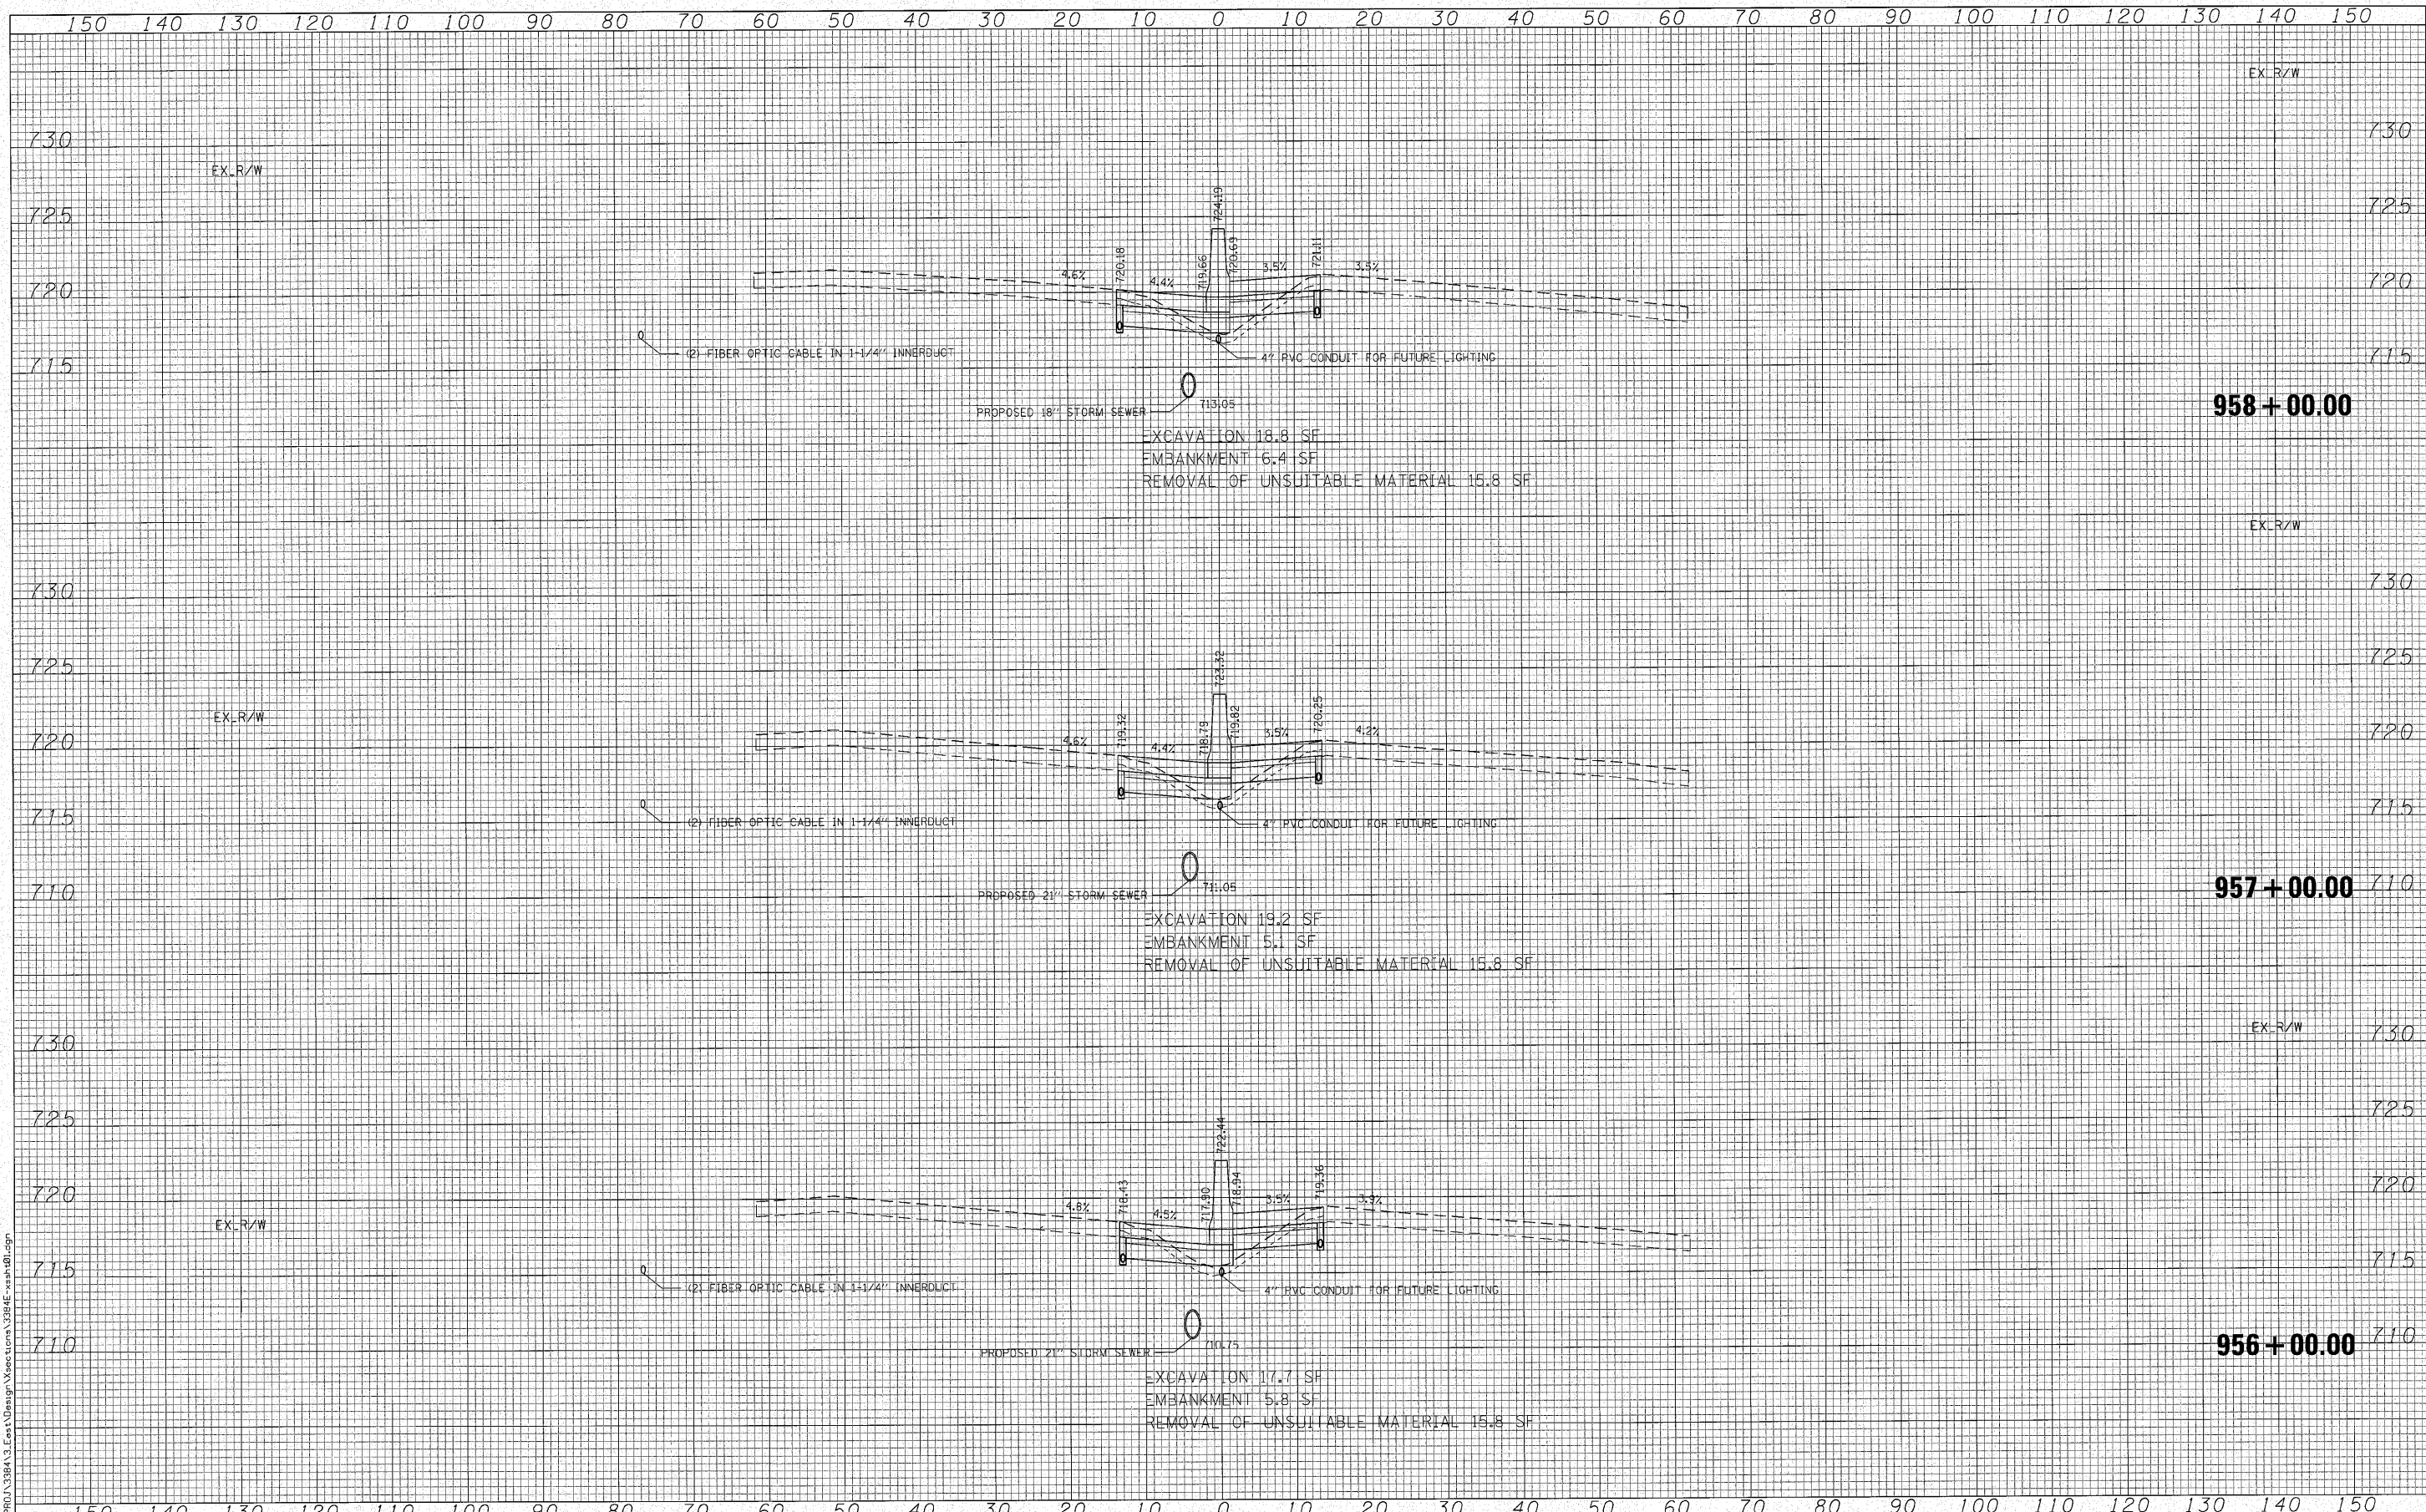 150 140 130 120 110 100 90 80 70 60 50 40 30 20 10 0 10 20 30 40 50 60 70 80 90 100 110 120 130 140 150
EX_R/W
730 730
EX_R/W
725 725
724.19
720.18 719.66 720.69 721.11
4.6% 4.4% 3.5% 3.5%
720 720
(2) FIBER OPTIC CABLE IN 1-1/4" INNERDUCT
4" PVC CONDUIT FOR FUTURE LIGHTING
715 715
713.05
PROPOSED 18" STORM SEWER
958+00.00
EXCAVATION 18.8 SF
EMBANKMENT 6.4 SF
REMOVAL OF UNSUITABLE MATERIAL 15.8 SF
EX_R/W
730 730
725 725
723.32
EX_R/W
719.32 718.79 719.82 720.25
4.6% 4.4% 3.5% 4.2%
720 720
(2) FIBER OPTIC CABLE IN 1-1/4" INNERDUCT
4" PVC CONDUIT FOR FUTURE LIGHTING
715 715
711.05
PROPOSED 21" STORM SEWER
710 710
957+00.00
EXCAVATION 19.2 SF
EMBANKMENT 5.1 SF
REMOVAL OF UNSUITABLE MATERIAL 15.8 SF
EX_R/W
730 730
725 725
722.44
718.43 717.90 718.94 719.36
4.6% 4.5% 3.5% 3.9%
720 720
EX_R/W
715 715
(2) FIBER OPTIC CABLE IN 1-1/4" INNERDUCT
4" PVC CONDUIT FOR FUTURE LIGHTING
710.75
PROPOSED 21" STORM SEWER
710 710
956+00.00
EXCAVATION 17.7 SF
EMBANKMENT 5.8 SF
REMOVAL OF UNSUITABLE MATERIAL 15.8 SF
150 140 130 120 110 100 90 80 70 60 50 40 30 20 10 0 10 20 30 40 50 60 70 80 90 100 110 120 130 140 150
PROJ\3384\3_East\Design\Xsections\3384E-xssht01.dgn